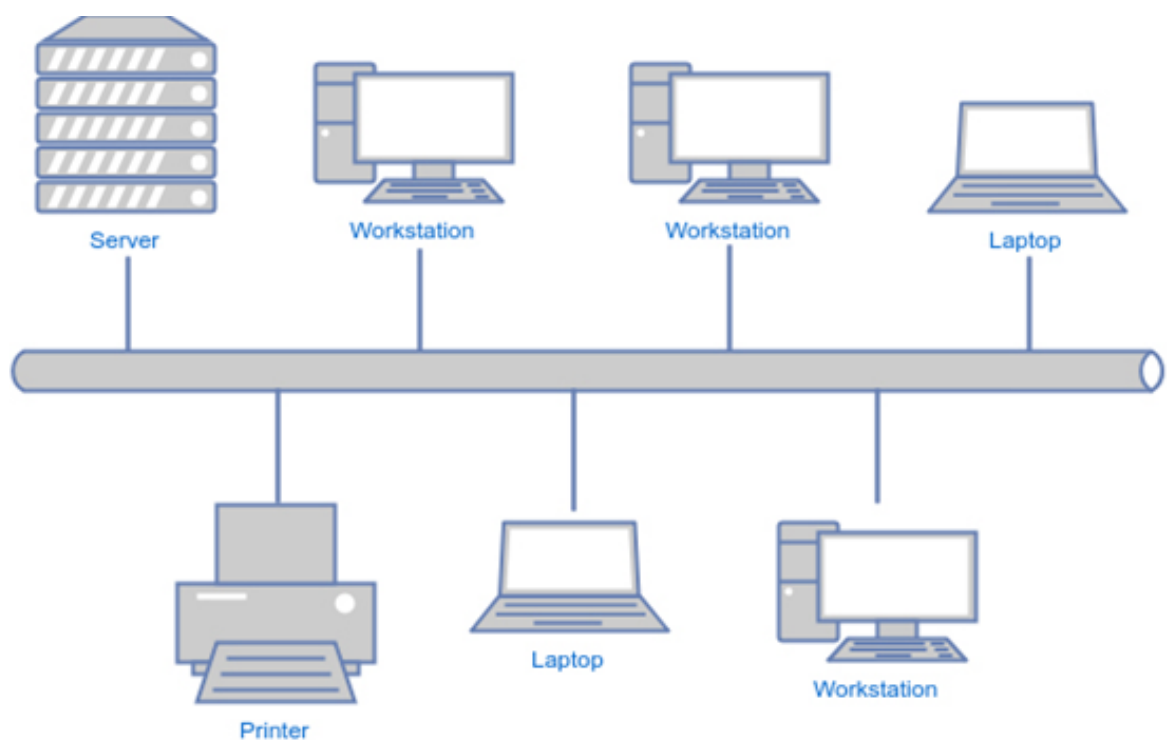 Server
Workstation
Workstation
Laptop
Printer
Laptop
Workstation